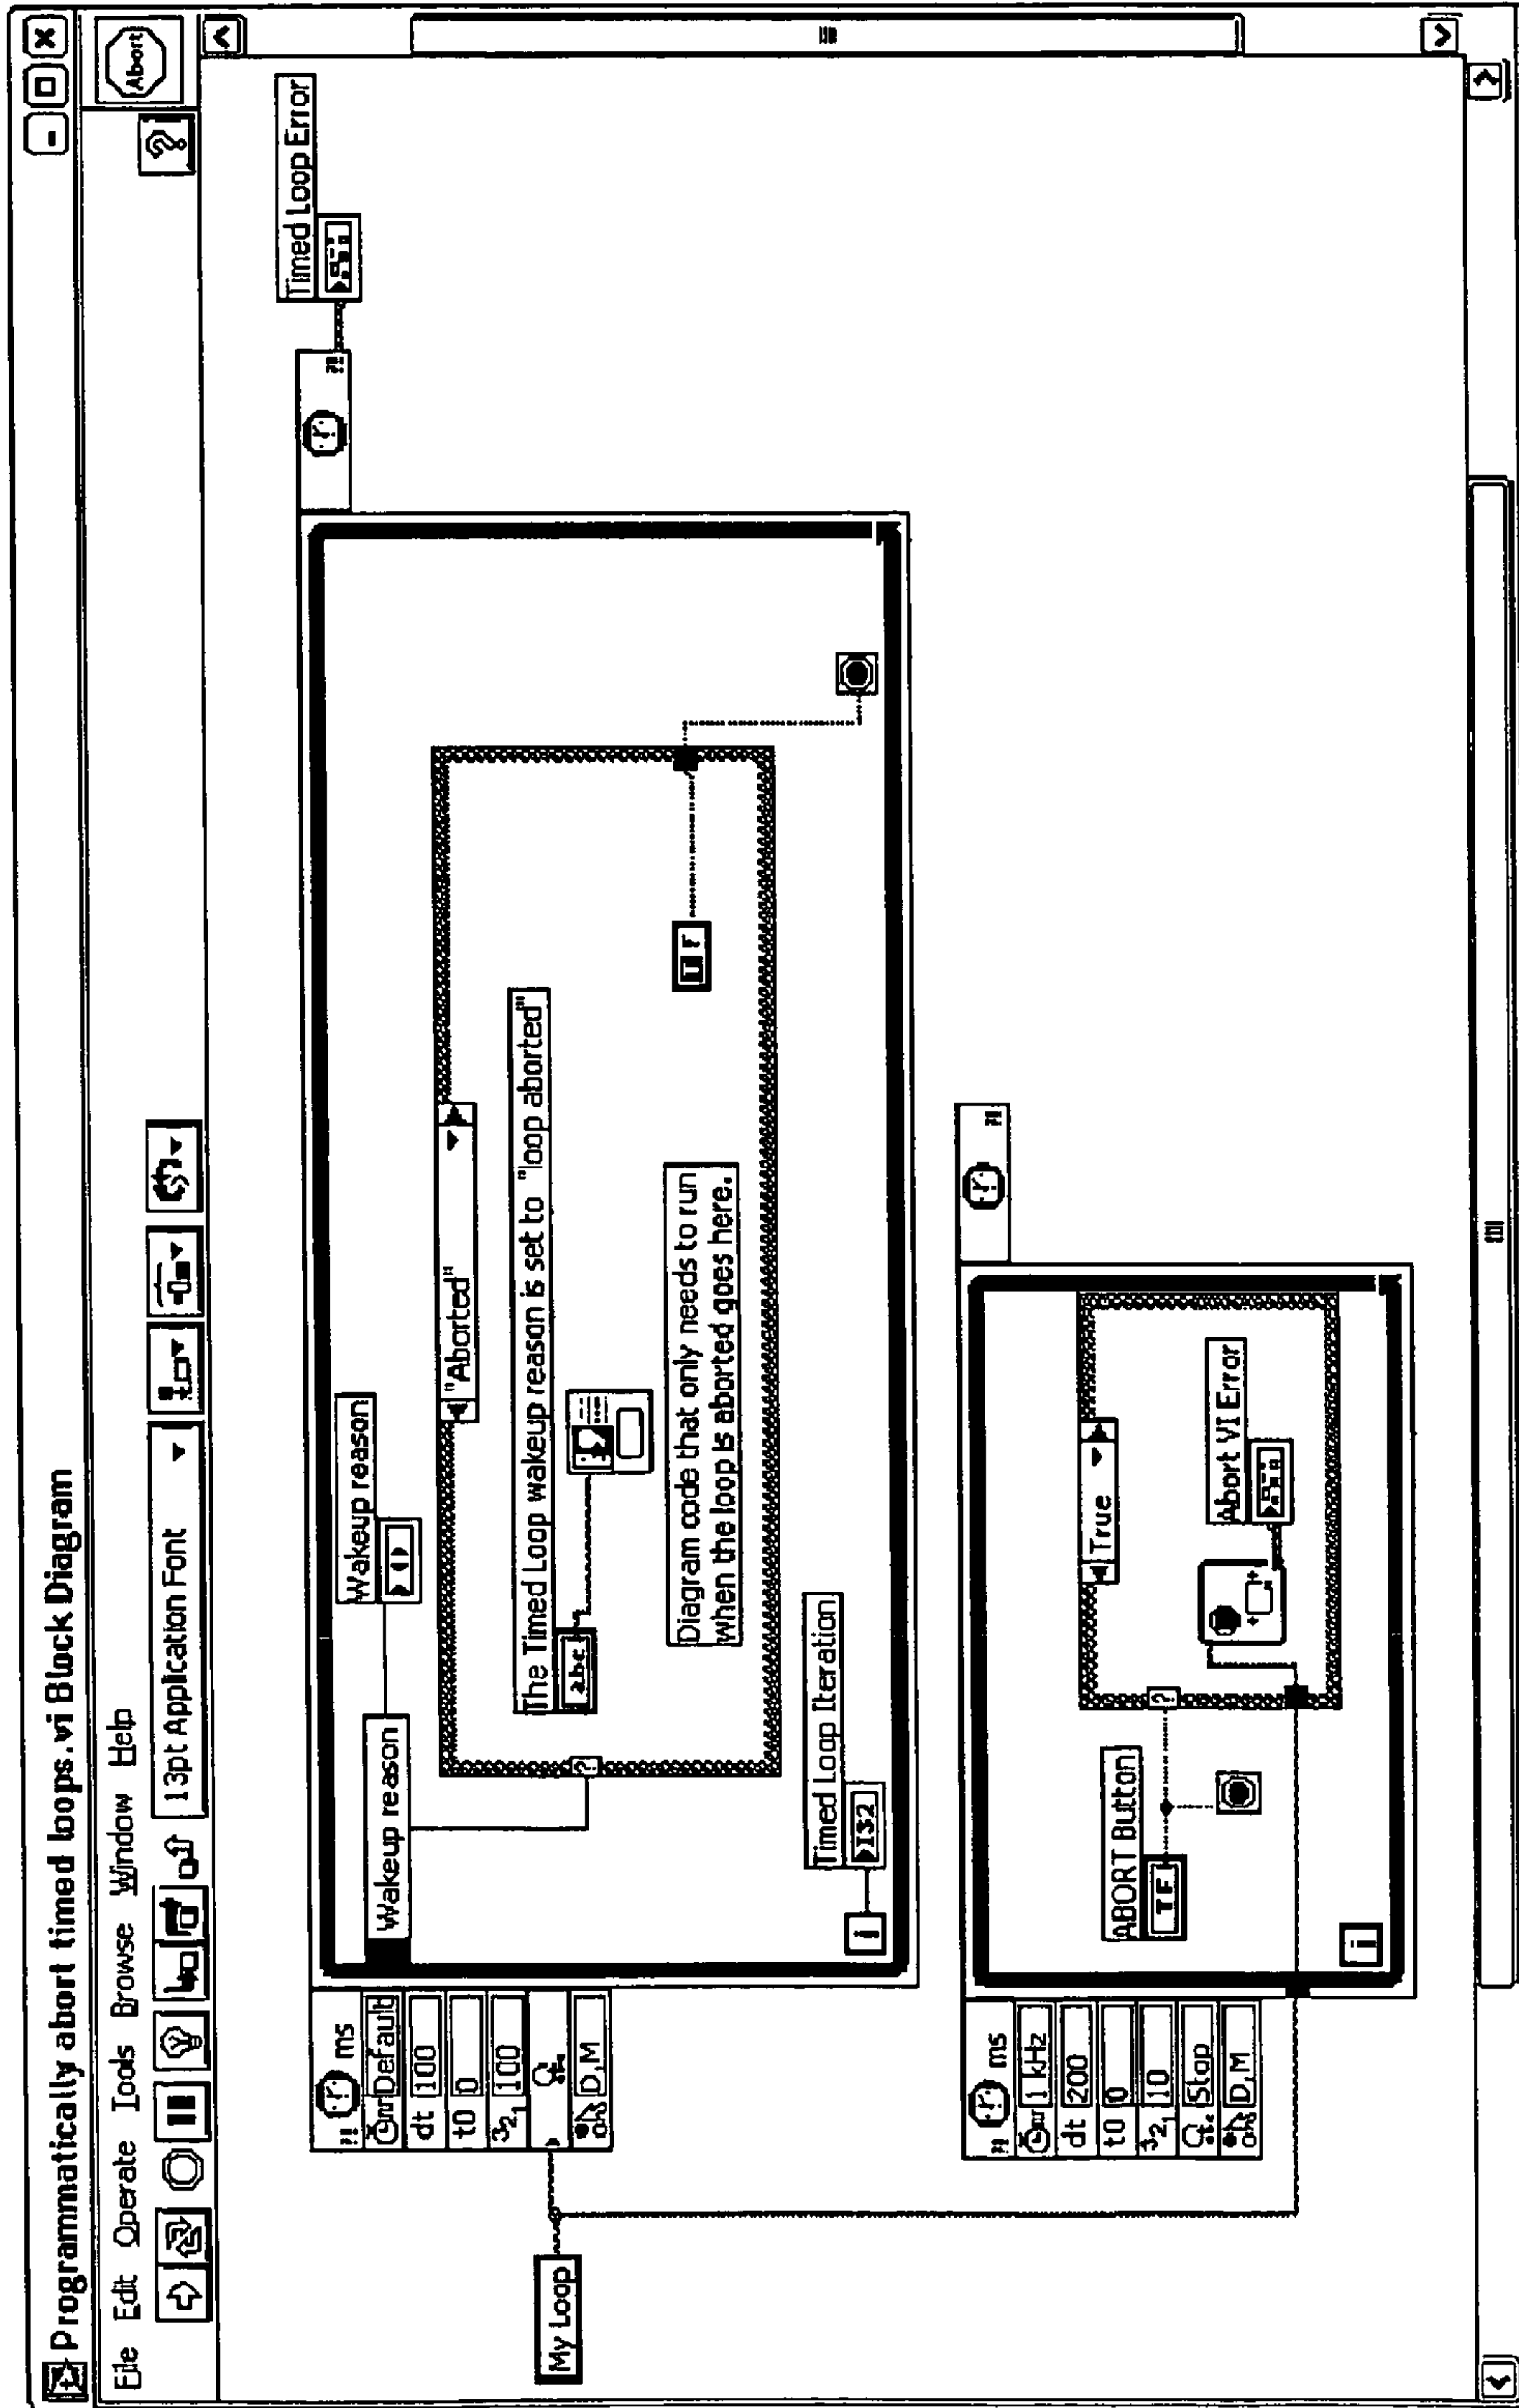 Programmatically abort timed loops.vi Block Diagram
File Edit Operate Tools Browse Window Help
13pt Application Font
?
Abort
Timed Loop Error
?!
ms
Default
dt 100
t0 0
100
D,M
My Loop
Wakeup reason
Wakeup reason
"Aborted"
The Timed Loop wakeup reason is set to "loop aborted"
abc
Diagram code that only needs to run
when the loop is aborted goes here.
T F
?
Timed Loop Iteration
i
I32
?!
?!
ms
1 kHz
dt 200
t0 0
10
Stop
D,M
ABORT Button
TF
?
True
Abort VI Error
i
?!